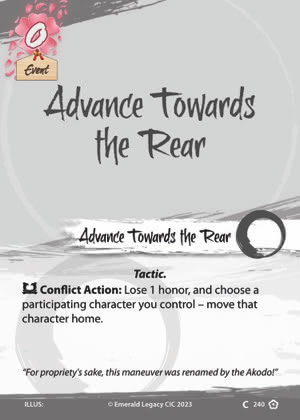 0
Event
Advance Towards
the Rear
Advance Towards the Rear
Tactic.
Conflict Action: Lose 1 honor, and choose a
participating character you control – move that
character home.
“For propriety's sake, this maneuver was renamed by the Akodo!”
ILLUS: © Emerald Legacy CIC 2023 C 240